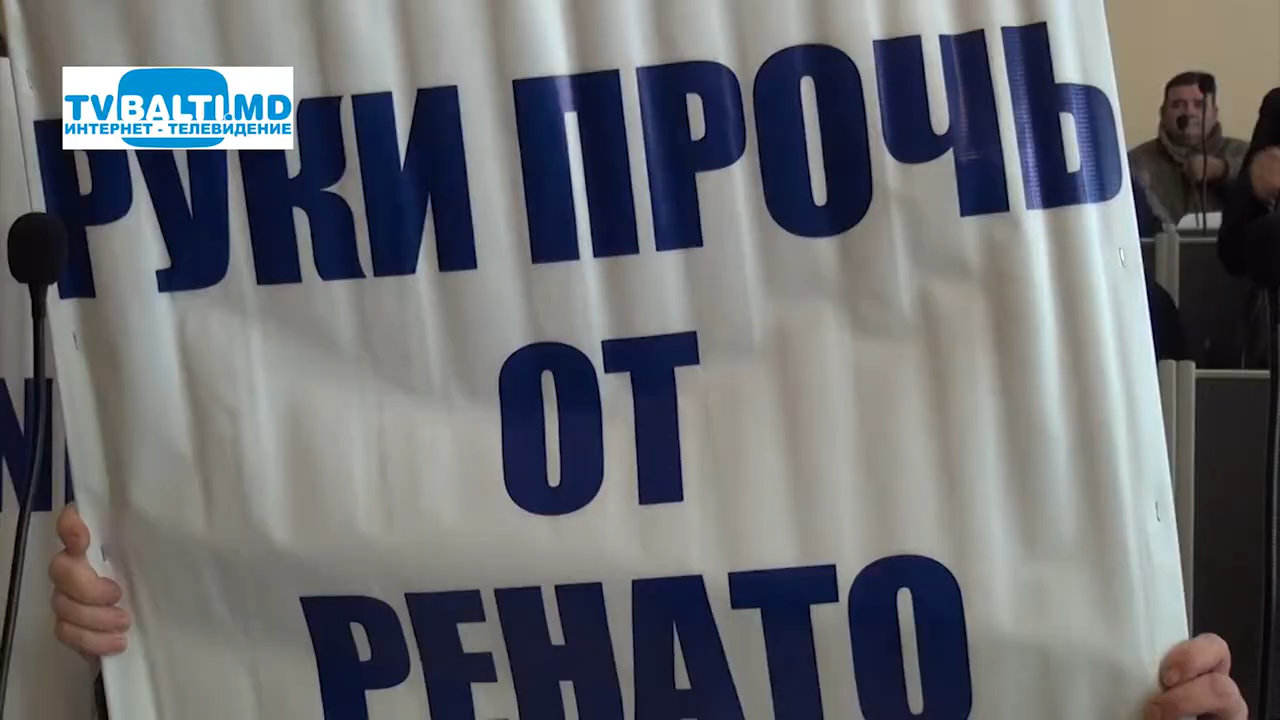 TVBALTI.MD
ИНТЕРНЕТ - ТЕЛЕВИДЕНИЕ
РУКИ ПРОЧЬ
ОТ
РЕНАТО